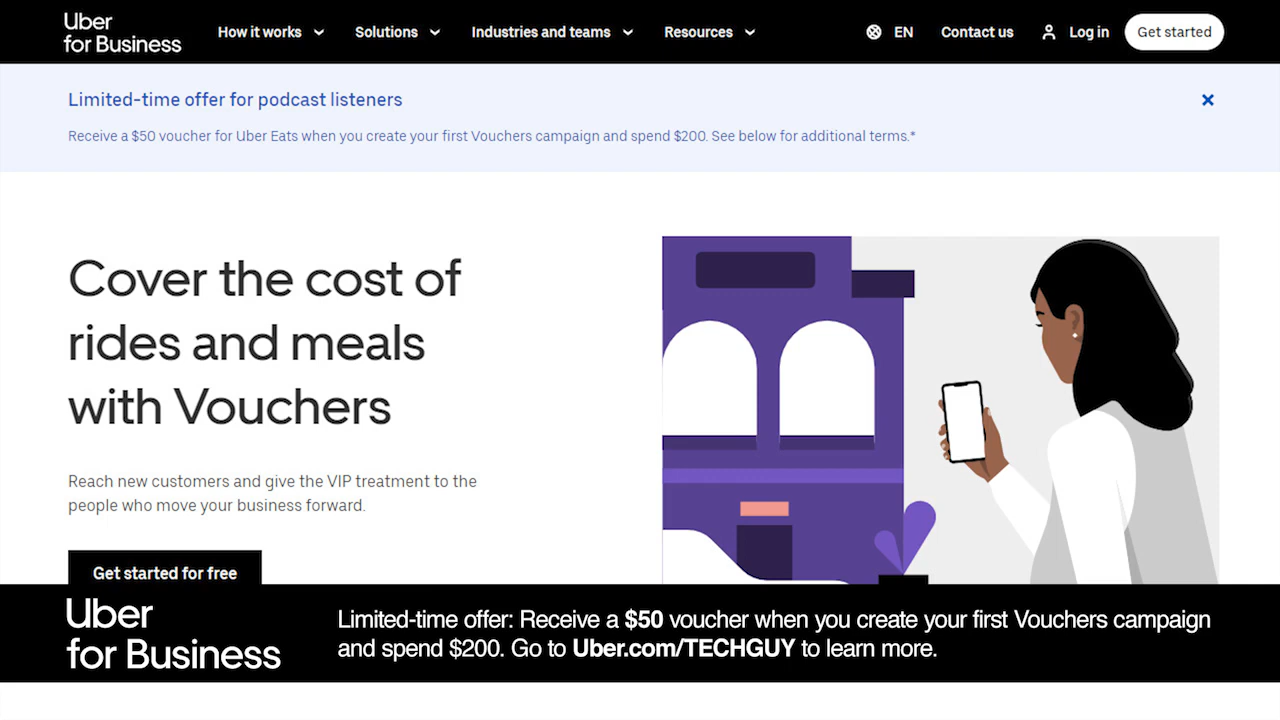 Uber
for Business
How it works
Solutions
Industries and teams
Resources
EN
Contact us
Log in
Get started
Limited-time offer for podcast listeners
Receive a $50 voucher for Uber Eats when you create your first Vouchers campaign and spend $200. See below for additional terms.*
Cover the cost of
rides and meals
with Vouchers
Reach new customers and give the VIP treatment to the
people who move your business forward.
Get started for free
Uber
for Business
Limited-time offer: Receive a $50 voucher when you create your first Vouchers campaign
and spend $200. Go to Uber.com/TECHGUY to learn more.